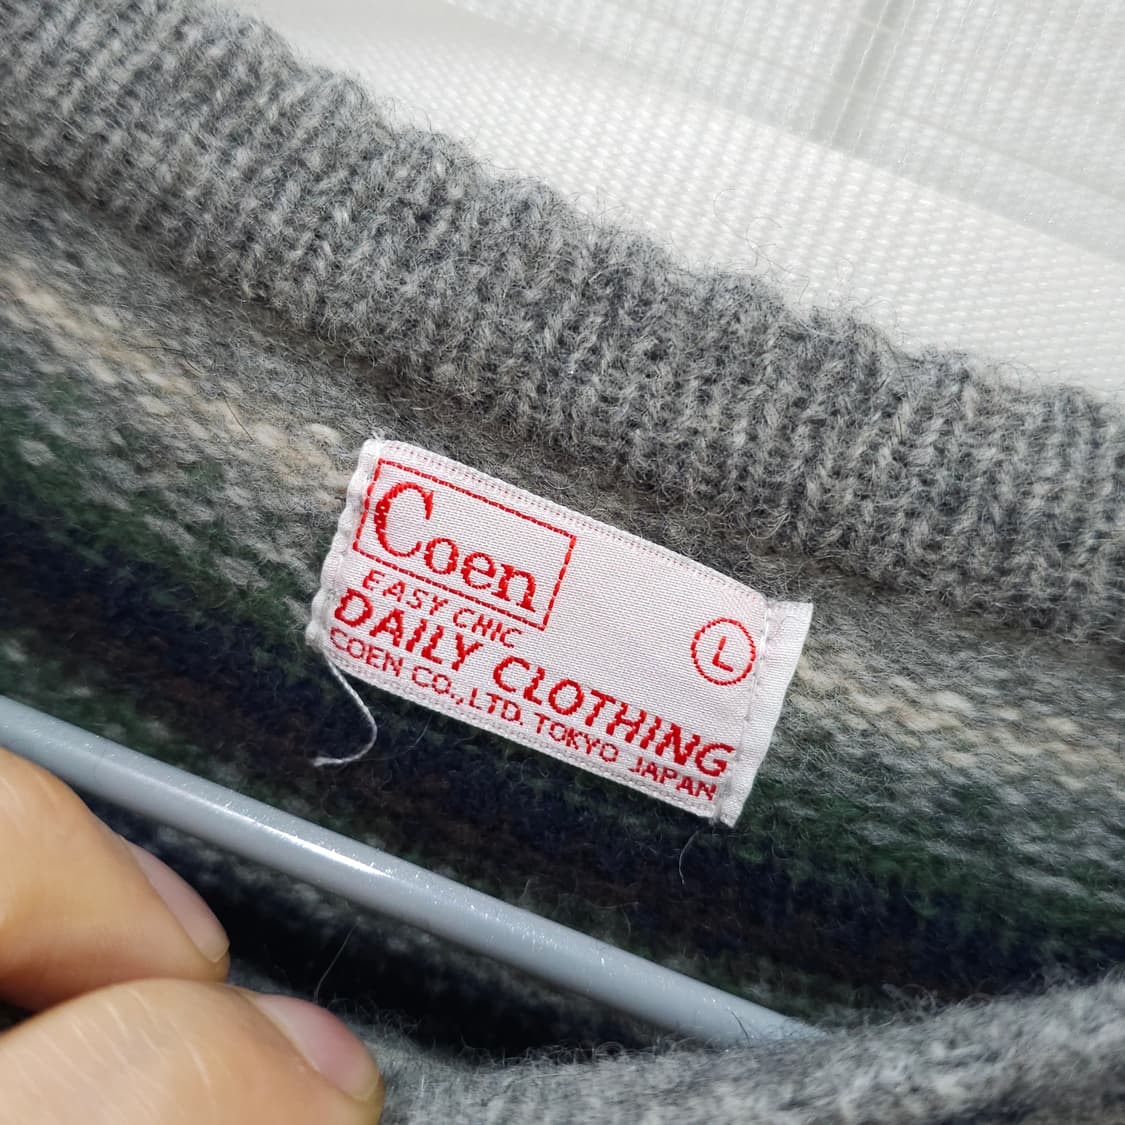 Coen
EASY CHIC
DAILY CLOTHING
COEN CO.,LTD. TOKYO JAPAN
L